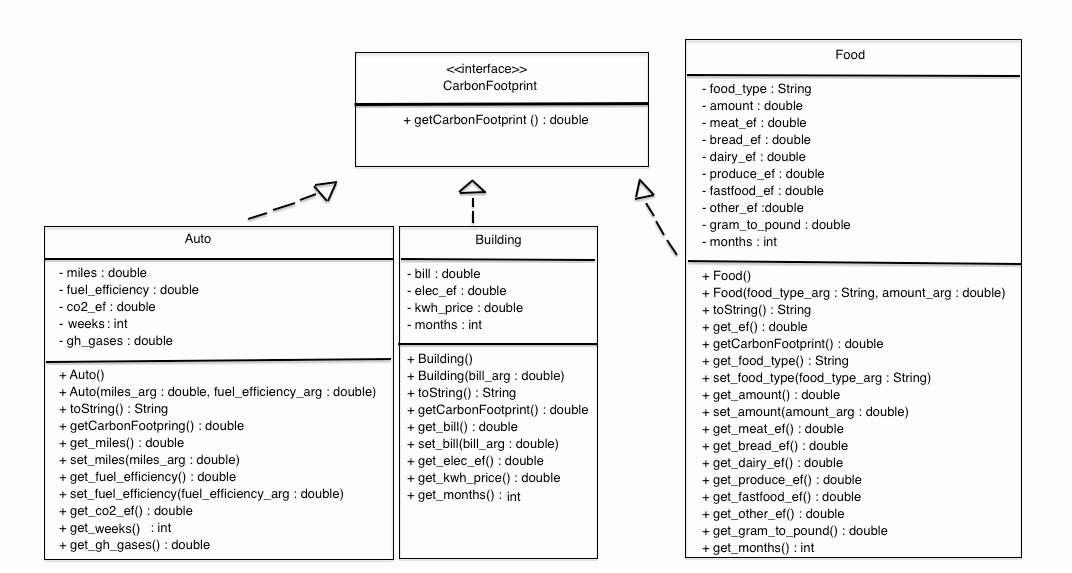 <<interface>>
CarbonFootprint
+ getCarbonFootprint () : double
Food
- food_type : String
- amount : double
- meat_ef : double
- bread_ef : double
- dairy_ef : double
- produce_ef : double
- fastfood_ef : double
- other_ef :double
- gram_to_pound : double
- months : int
+ Food()
+ Food(food_type_arg : String, amount_arg : double)
+ toString() : String
+ get_ef() : double
+ getCarbonFootprint() : double
+ get_food_type() : String
+ set_food_type(food_type_arg : String)
+ get_amount() : double
+ set_amount(amount_arg : double)
+ get_meat_ef() : double
+ get_bread_ef() : double
+ get_dairy_ef() : double
+ get_produce_ef() : double
+ get_fastfood_ef() : double
+ get_other_ef() : double
+ get_gram_to_pound() : double
+ get_months() : int
Auto
- miles : double
- fuel_efficiency : double
- co2_ef : double
- weeks : int
- gh_gases : double
+ Auto()
+ Auto(miles_arg : double, fuel_efficiency_arg : double)
+ toString() : String
+ getCarbonFootpring() : double
+ get_miles() : double
+ set_miles(miles_arg : double)
+ get_fuel_efficiency() : double
+ set_fuel_efficiency(fuel_efficiency_arg : double)
+ get_co2_ef() : double
+ get_weeks() : int
+ get_gh_gases() : double
Building
- bill : double
- elec_ef : double
- kwh_price : double
- months : int
+ Building()
+ Building(bill_arg : double)
+ toString() : String
+ getCarbonFootprint() : double
+ get_bill() : double
+ set_bill(bill_arg : double)
+ get_elec_ef() : double
+ get_kwh_price() : double
+ get_months() : int